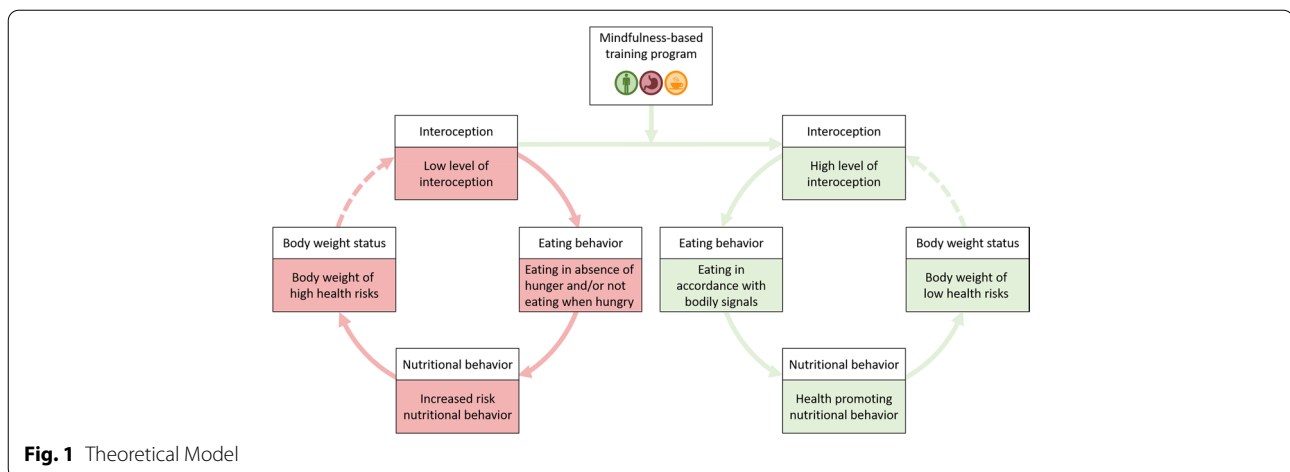 Mindfulness-based
training program
Interoception
Low level of
interoception
Interoception
High level of
interoception
Body weight status
Body weight of
high health risks
Eating behavior
Eating in absence of
hunger and/or not
eating when hungry
Eating behavior
Eating in
accordance with
bodily signals
Body weight status
Body weight of
low health risks
Nutritional behavior
Increased risk
nutritional behavior
Nutritional behavior
Health promoting
nutritional behavior
Fig. 1 Theoretical Model